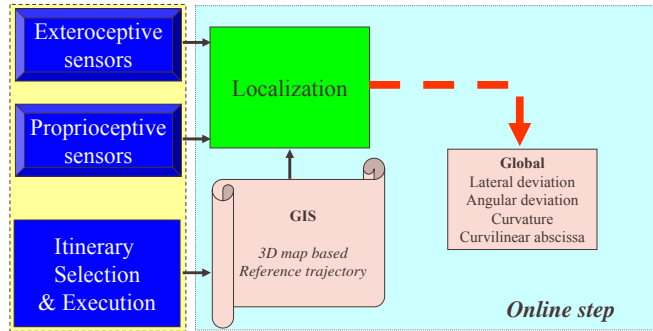 Exteroceptive
sensors
Proprioceptive
sensors
Itinerary
Selection
& Execution
Localization
GIS
3D map based
Reference trajectory
Global
Lateral deviation
Angular deviation
Curvature
Curvilinear abscissa
Online step